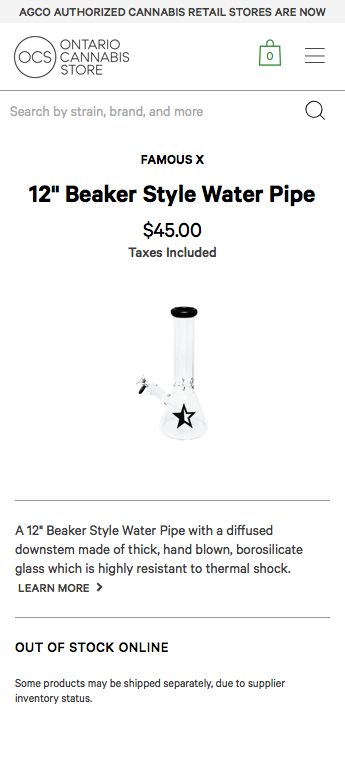 AGCO AUTHORIZED CANNABIS RETAIL STORES ARE NOW
OCS
ONTARIO
CANNABIS
STORE
0
Search by strain, brand, and more
FAMOUS X
12" Beaker Style Water Pipe
$45.00
Taxes Included
A 12" Beaker Style Water Pipe with a diffused
downstem made of thick, hand blown, borosilicate
glass which is highly resistant to thermal shock.
LEARN MORE >
OUT OF STOCK ONLINE
Some products may be shipped separately, due to supplier
inventory status.